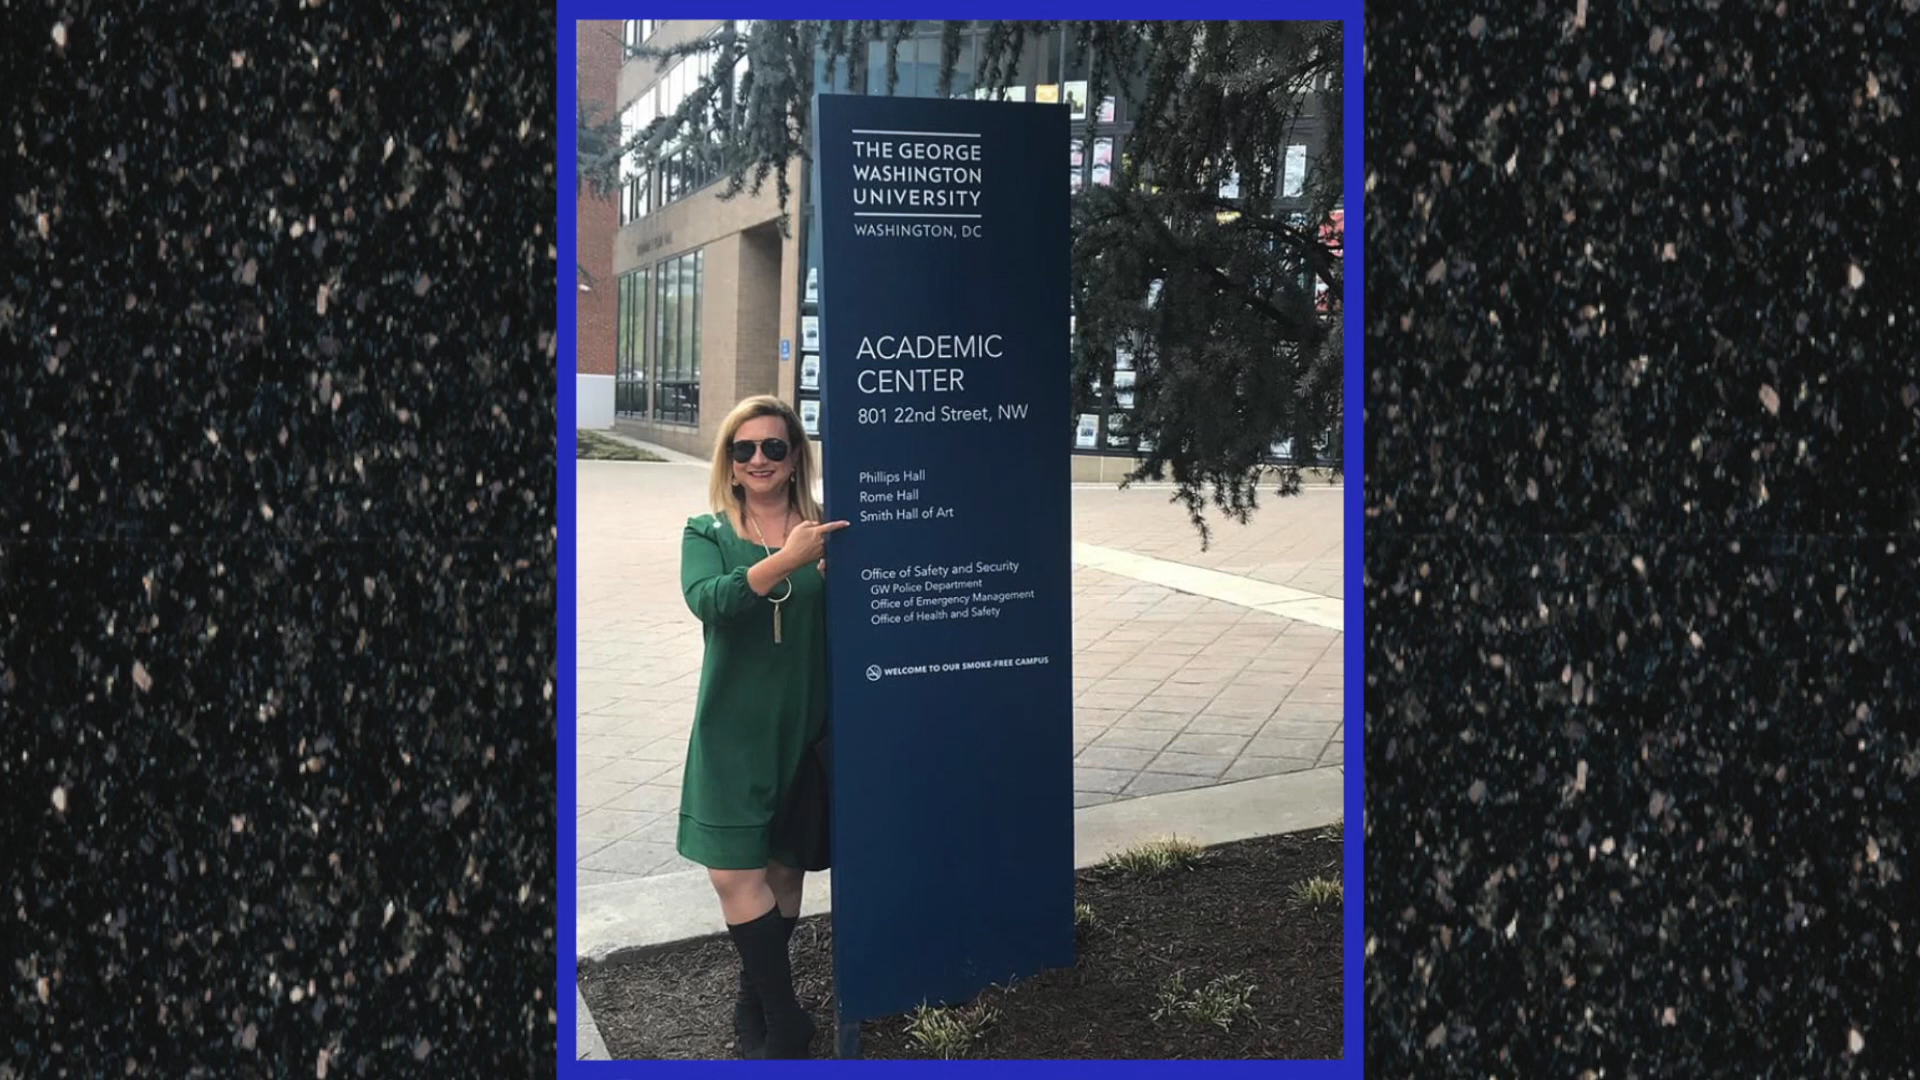 THE GEORGE
WASHINGTON
UNIVERSITY
WASHINGTON, DC
ACADEMIC
CENTER
801 22nd Street, NW
Phillips Hall
Rome Hall
Smith Hall of Art
Office of Safety and Security
GW Police Department
Office of Emergency Management
Office of Health and Safety
WELCOME TO OUR SMOKE-FREE CAMPUS